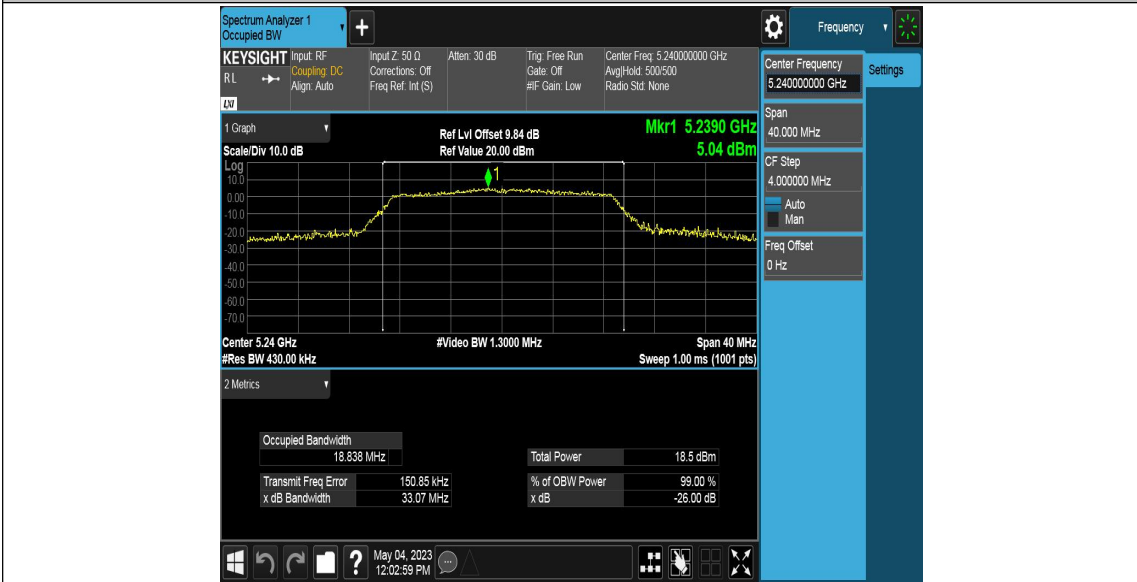 Spectrum Analyzer 1
Occupied BW
+
Frequency
KEYSIGHT
RL
LXI
Input: RF
Coupling: DC
Align: Auto
Input Z: 50 Ω
Corrections: Off
Freq Ref: Int (S)
Atten: 30 dB
Trig: Free Run
Gate: Off
#IF Gain: Low
Center Freq: 5.240000000 GHz
Avg|Hold: 500/500
Radio Std: None
Center Frequency
5.240000000 GHz
Settings
Span
40.000 MHz
CF Step
4.000000 MHz
Auto
Man
Freq Offset
0 Hz
1 Graph
Ref Lvl Offset 9.84 dB
Mkr1 5.2390 GHz
Scale/Div 10.0 dB
Ref Value 20.00 dBm
5.04 dBm
Log
1
10.0
0.00
-10.0
-20.0
-30.0
-40.0
-50.0
-60.0
-70.0
Center 5.24 GHz
#Video BW 1.3000 MHz
Span 40 MHz
#Res BW 430.00 kHz
Sweep 1.00 ms (1001 pts)
2 Metrics
Occupied Bandwidth
18.838 MHz
Total Power 18.5 dBm
Transmit Freq Error 150.85 kHz
% of OBW Power 99.00 %
x dB Bandwidth 33.07 MHz
x dB -26.00 dB
?
May 04, 2023
12:02:59 PM